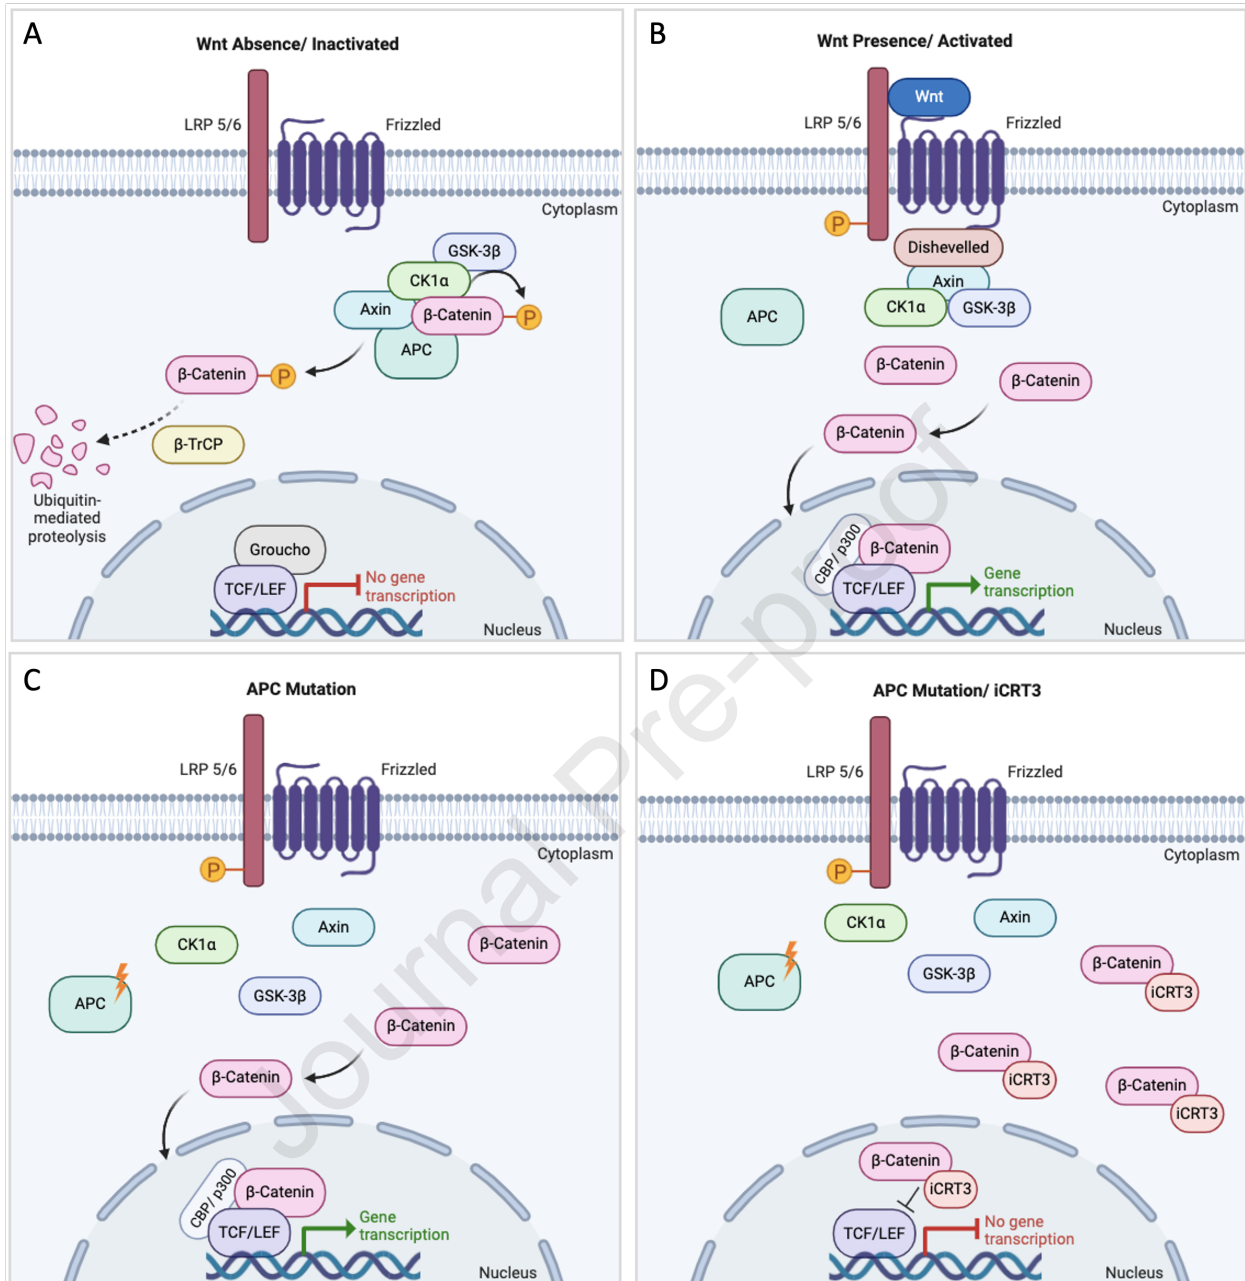 A
Wnt Absence/ Inactivated
LRP 5/6
Frizzled
Cytoplasm
GSK-3β
CK1α
Axin
β-Catenin
P
APC
β-Catenin
P
β-TrCP
Ubiquitin-
mediated
proteolysis
Groucho
TCF/LEF
No gene
transcription
Nucleus
B
Wnt Presence/ Activated
Wnt
LRP 5/6
Frizzled
Cytoplasm
P
Dishevelled
Axin
CK1α
GSK-3β
APC
β-Catenin
β-Catenin
β-Catenin
CBP/ p300
β-Catenin
TCF/LEF
Gene
transcription
Nucleus
C
APC Mutation
LRP 5/6
Frizzled
Cytoplasm
P
Axin
CK1α
β-Catenin
APC
GSK-3β
β-Catenin
β-Catenin
CBP/ p300
β-Catenin
TCF/LEF
Gene
transcription
Nucleus
D
APC Mutation/ iCRT3
LRP 5/6
Frizzled
Cytoplasm
P
CK1α
Axin
APC
GSK-3β
β-Catenin
iCRT3
β-Catenin
iCRT3
β-Catenin
iCRT3
β-Catenin
iCRT3
TCF/LEF
No gene
transcription
Nucleus
Journal Pre-proof